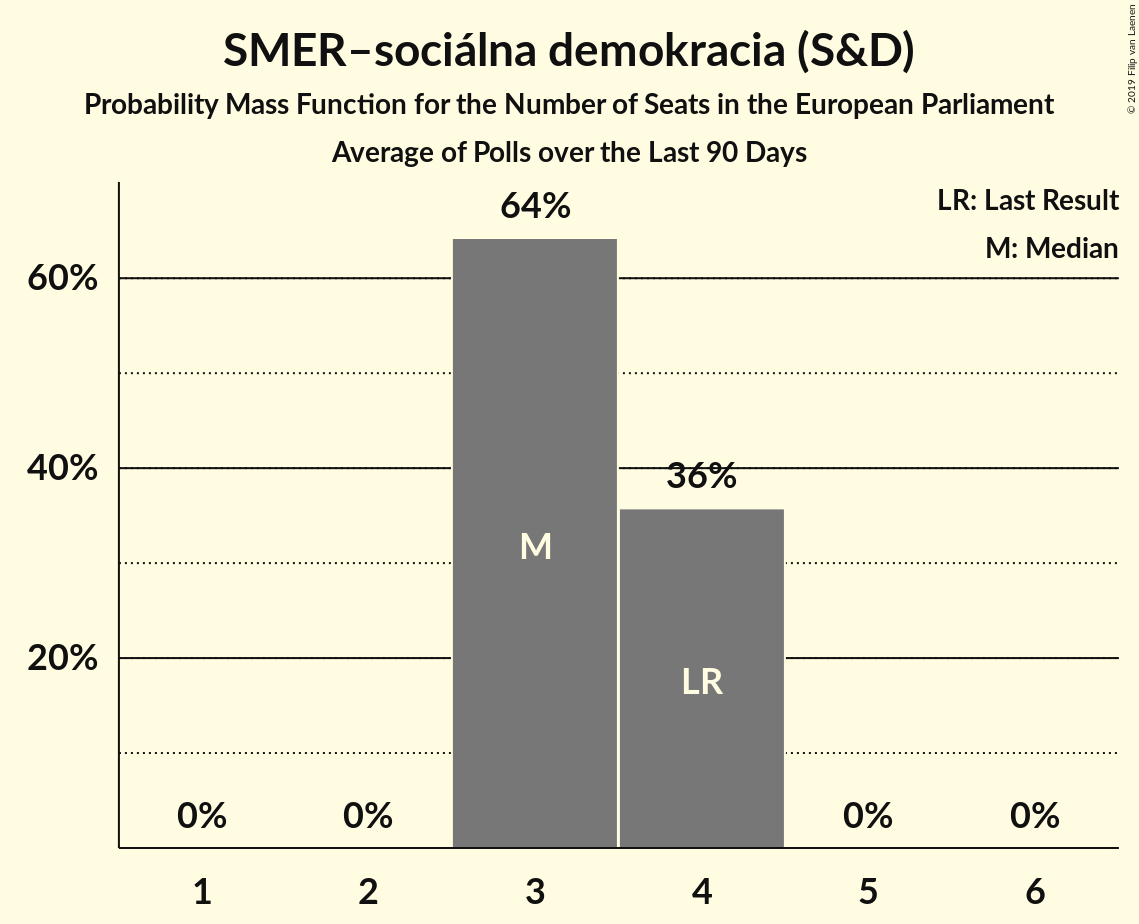 SMER–sociálna demokracia (S&D)
Probability Mass Function for the Number of Seats in the European Parliament
Average of Polls over the Last 90 Days
© 2019 Filip van Laenen
LR: Last Result
M: Median
64%
60%
40%
36%
M
20%
LR
0%
0%
0%
0%
1
2
3
4
5
6